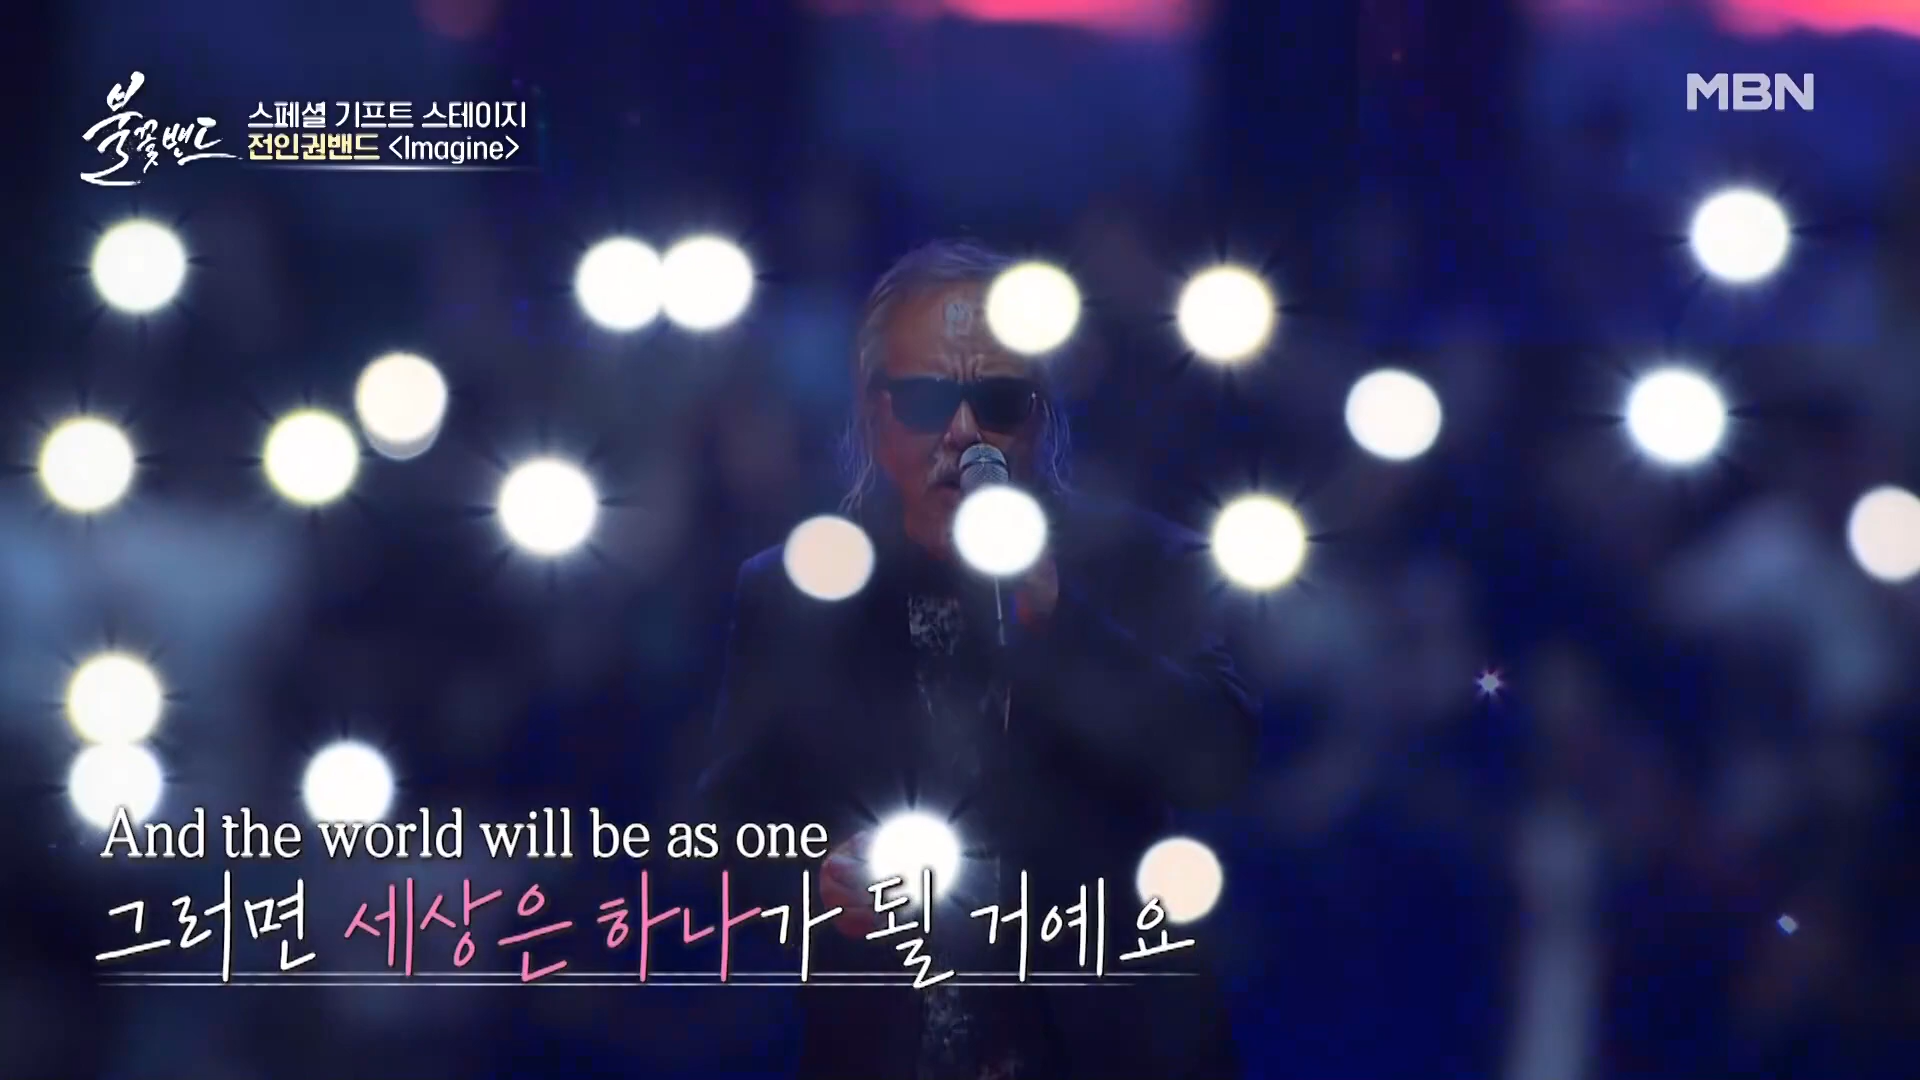 불꽃밴드
스페셜 기프트 스테이지
전인권밴드 <Imagine>
MBN
And the world will be as one
그러면 세상은 하나가 될 거예요